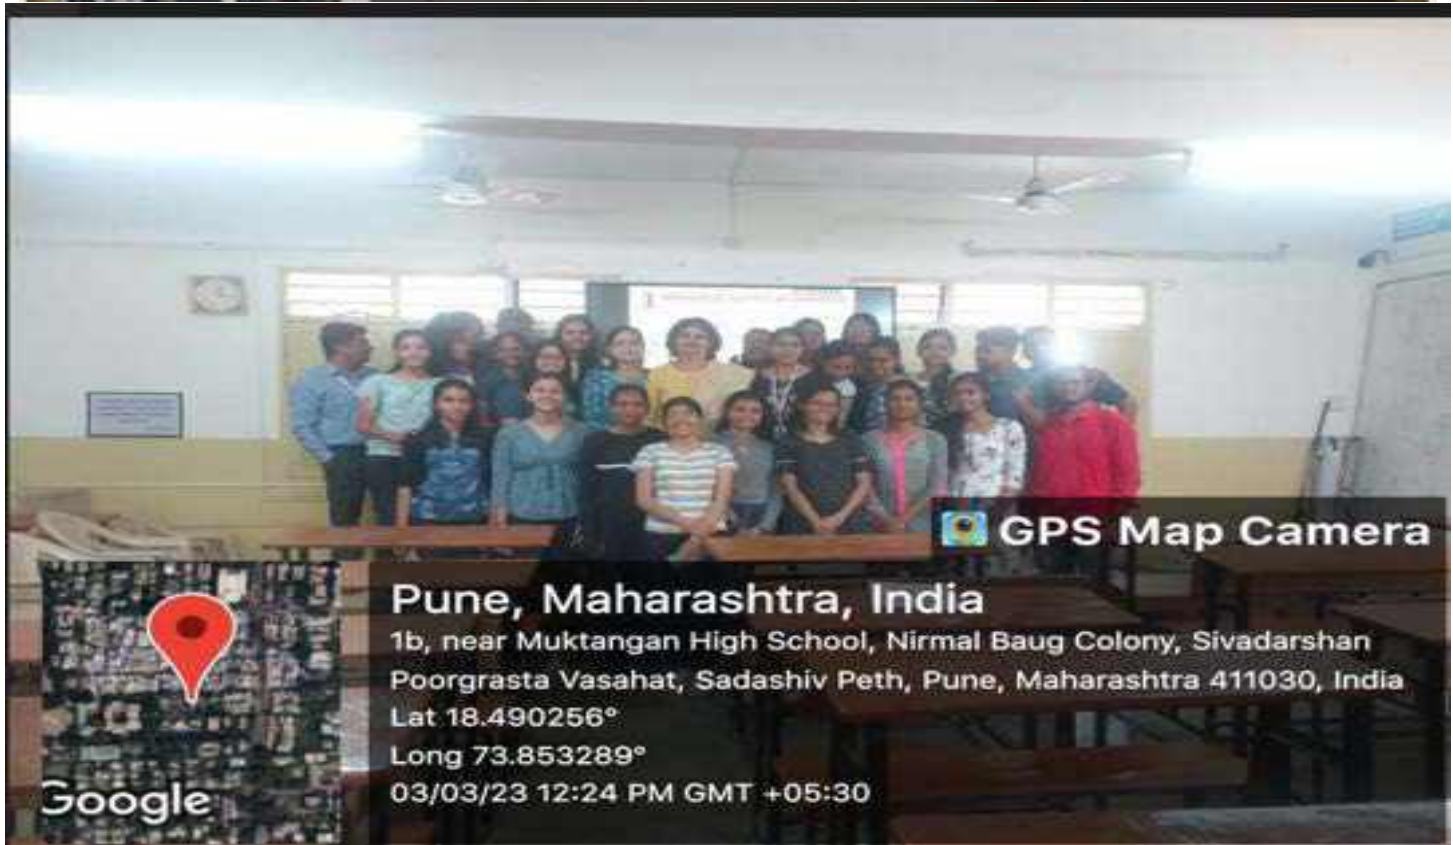 GPS Map Camera
Pune, Maharashtra, India
1b, near Muktangan High School, Nirmal Baug Colony, Sivadarshan
Poorgrasta Vasahat, Sadashiv Peth, Pune, Maharashtra 411030, India
Lat 18.490256°
Long 73.853289°
03/03/23 12:24 PM GMT +05:30
Google